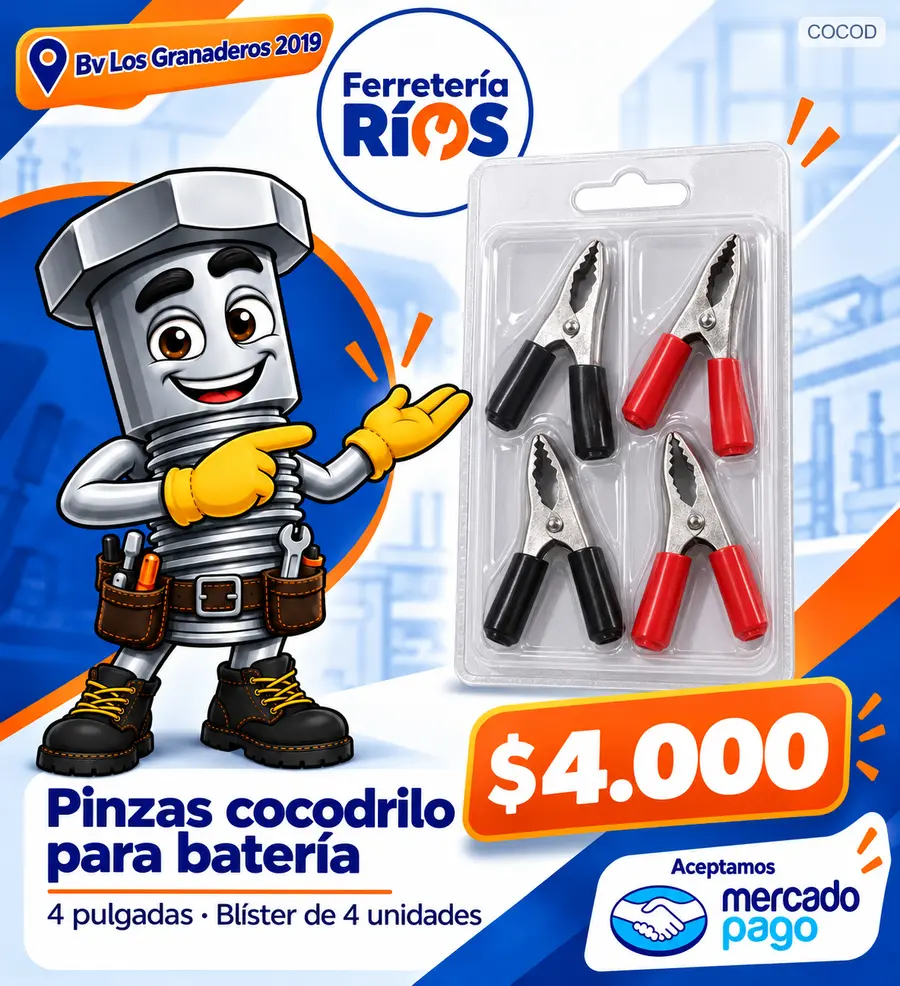 Bv Los Granaderos 2019
Ferretería
Ríos
COCOD
$4.000
Pinzas cocodrilo
para batería
4 pulgadas · Blíster de 4 unidades
Aceptamos
mercado
pago